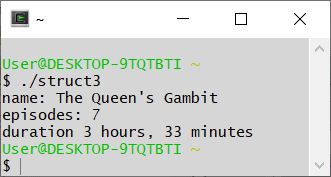 ~
User@DESKTOP-9TQTBTI ~
$ ./struct3
name: The Queen's Gambit
episodes: 7
duration 3 hours, 33 minutes
User@DESKTOP-9TQTBTI ~
$